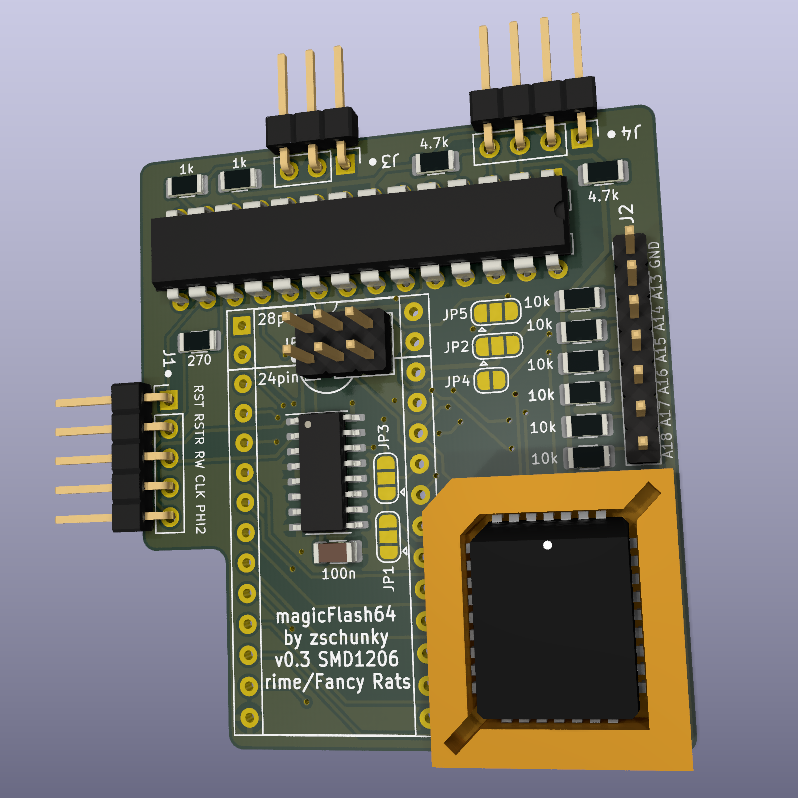 J4
4.7k
J3
1k
1k
4.7k
J2
GND
A13
A14
A15
A16
A17
A18
28p
24pin
JP5
JP2
JP4
10k
10k
10k
10k
10k
10k
270
J1
RST RSTR RW CLK PHI2
JP3
JP1
100n
magicFlash64
by zschunky
v0.3 SMD1206
rime/Fancy Rats